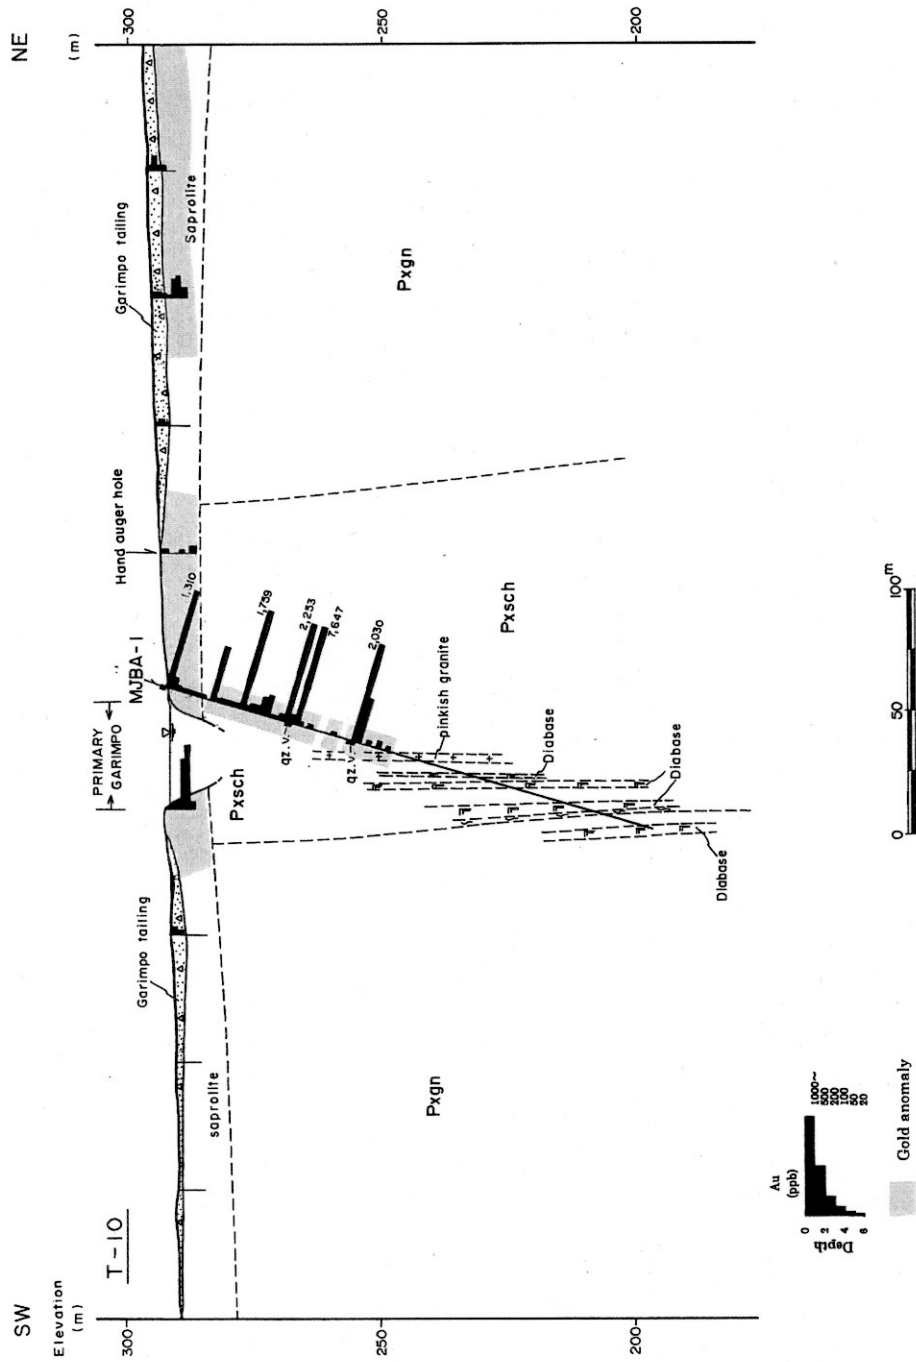 SW
NE
Elevation
(m)
(m)
T-10
300
300
250
250
200
200
PRIMARY
GARIMPO
MJBA-1
Hand auger hole
Garimpo tailing
Garimpo tailing
saprolite
Saprolite
1,310
1,759
2,253
7,647
2,030
qz.v.
qz.v.
Pxsch
Pxsch
Pxgn
Pxgn
pinkish granite
Diabase
Diabase
Diabase
Au
(ppb)
1000~
500
200
100
50
20
0
2
4
6
Depth
Gold anomaly
0
50
100m